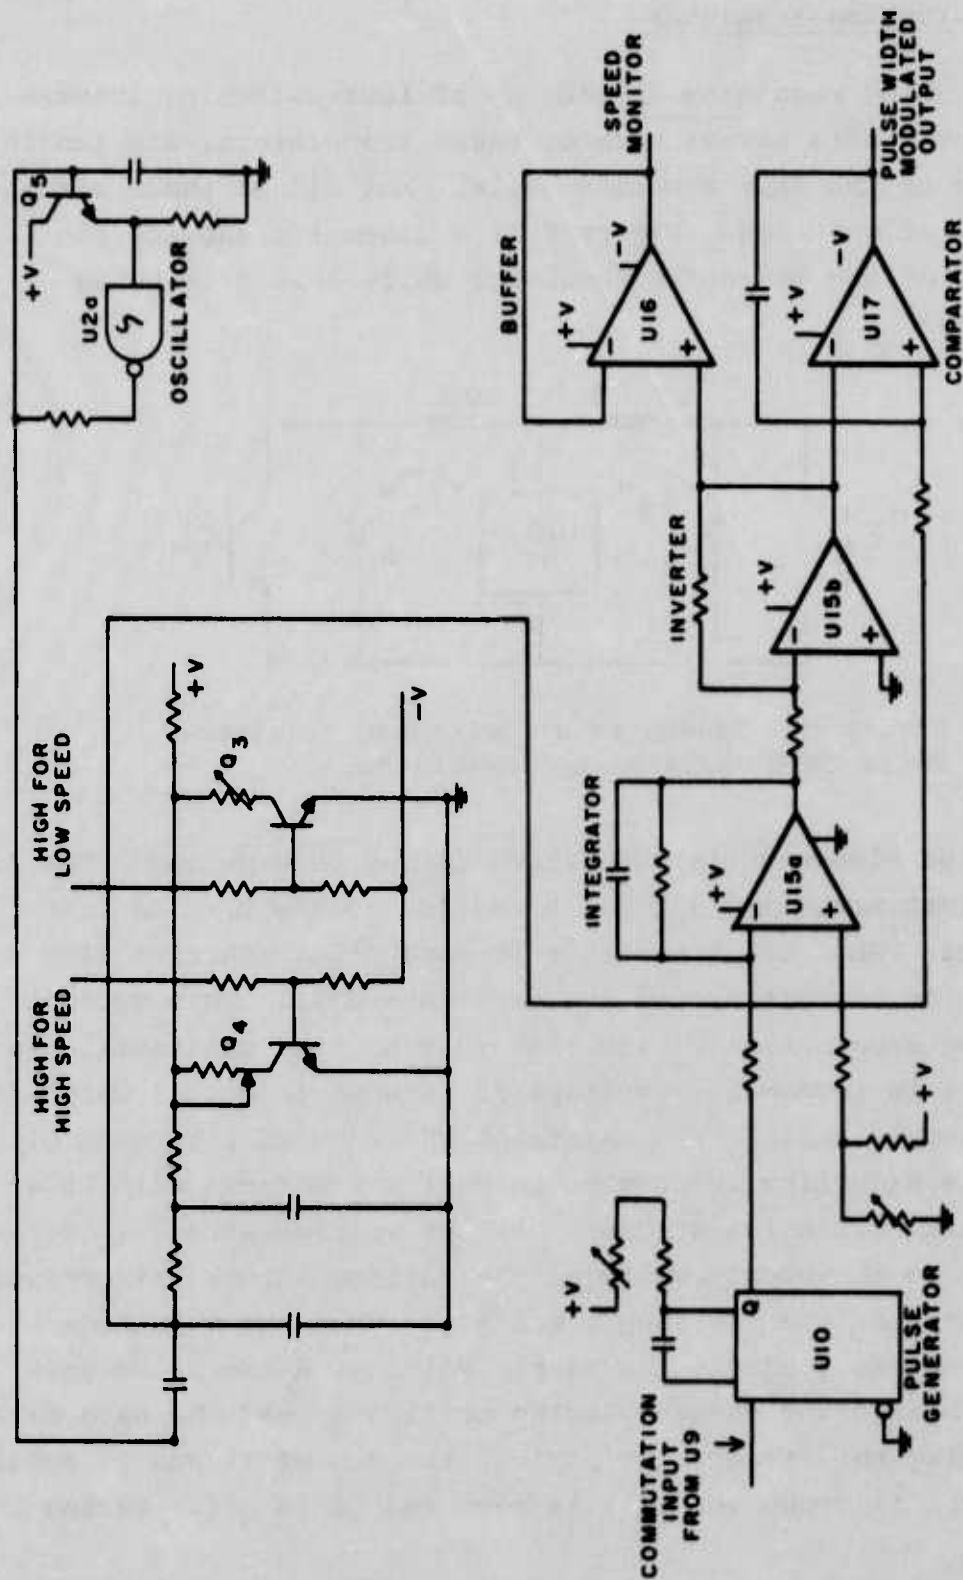 HIGH FOR
HIGH SPEED
HIGH FOR
LOW SPEED
+V
Q4
Q3
-V
+V
Q5
U2a
OSCILLATOR
COMMUTATION
INPUT
FROM U9
+V
Q
U10
PULSE
GENERATOR
+V
INTEGRATOR
+V
-
+
U15a
INVERTER
+V
-
+
U15b
BUFFER
+V
-
+
U16
-V
SPEED
MONITOR
+V
-
+
U17
-V
COMPARATOR
PULSE WIDTH
MODULATED
OUTPUT